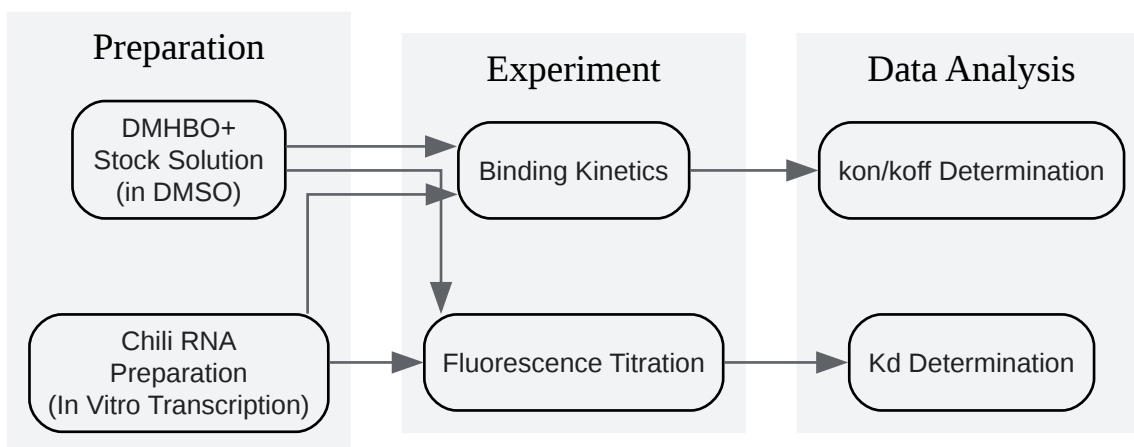 Preparation
DMHBO+
Stock Solution
(in DMSO)
Chili RNA
Preparation
(In Vitro Transcription)
Experiment
Binding Kinetics
Fluorescence Titration
Data Analysis
kon/koff Determination
Kd Determination